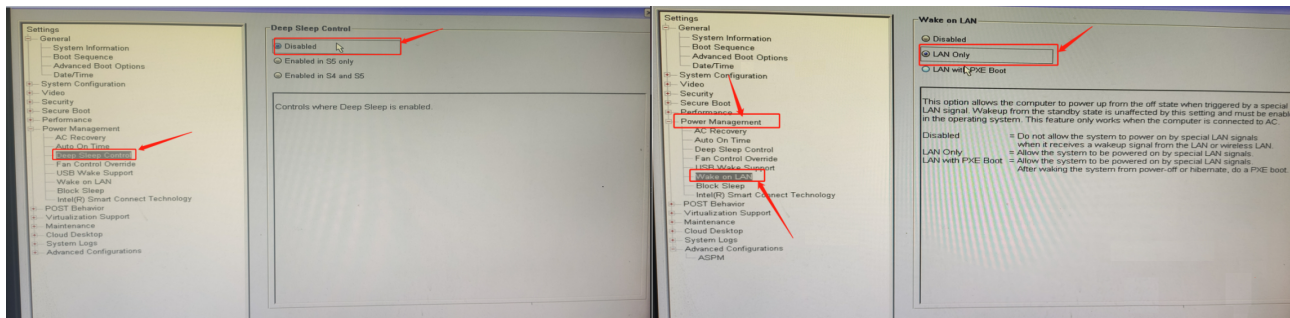 Settings
General
System Information
Boot Sequence
Advanced Boot Options
Date/Time
System Configuration
Video
Security
Secure Boot
Performance
Power Management
AC Recovery
Auto On Time
Deep Sleep Control
Fan Control Override
USB Wake Support
Wake on LAN
Block Sleep
Intel(R) Smart Connect Technology
POST Behavior
Virtualization Support
Maintenance
Cloud Desktop
System Logs
Advanced Configurations
Deep Sleep Control
Disabled
Enabled in S5 only
Enabled in S4 and S5
Controls where Deep Sleep is enabled.
Settings
General
System Information
Boot Sequence
Advanced Boot Options
Date/Time
System Configuration
Video
Security
Secure Boot
Performance
Power Management
AC Recovery
Auto On Time
Deep Sleep Control
Fan Control Override
USB Wake Support
Wake on LAN
Block Sleep
Intel(R) Smart Connect Technology
POST Behavior
Virtualization Support
Maintenance
Cloud Desktop
System Logs
Advanced Configurations
ASPM
Wake on LAN
Disabled
LAN Only
LAN with PXE Boot
This option allows the computer to power up from the off state when triggered by a special
LAN signal. Wakeup from the standby state is unaffected by this setting and must be enable
in the operating system. This feature only works when the computer is connected to AC.
Disabled = Do not allow the system to power on by special LAN signals
when it receives a wakeup signal from the LAN or wireless LAN.
LAN Only = Allow the system to be powered on by special LAN signals.
LAN with PXE Boot = Allow the system to be powered on by special LAN signals.
After waking the system from power-off or hibernate, do a PXE boot